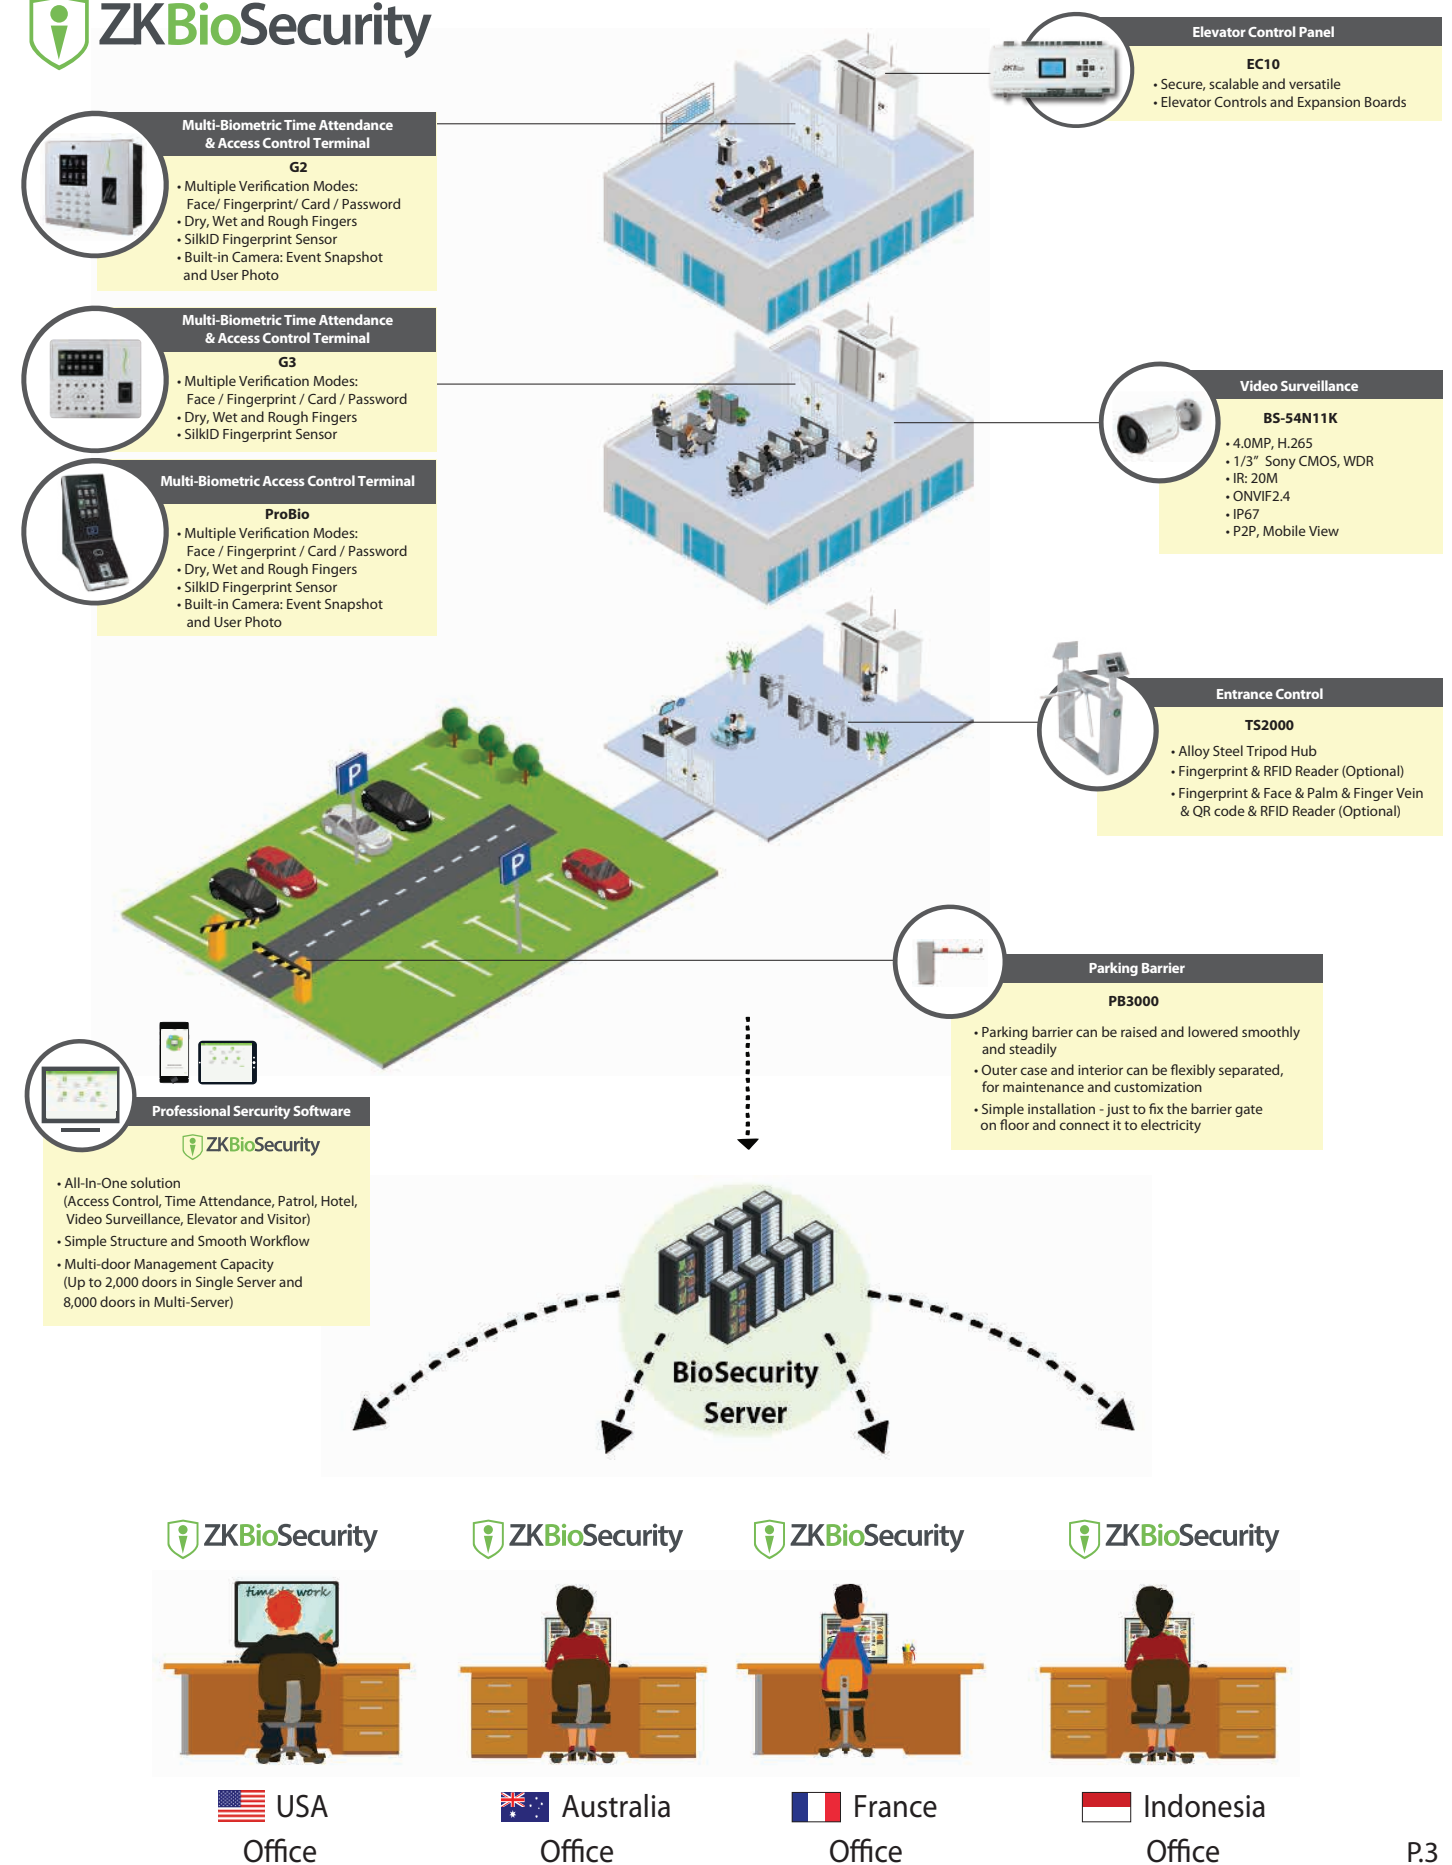 ZKBioSecurity
Elevator Control Panel
EC10
• Secure, scalable and versatile
• Elevator Controls and Expansion Boards
Multi-Biometric Time Attendance
& Access Control Terminal
G2
• Multiple Verification Modes:
Face/ Fingerprint/ Card / Password
• Dry, Wet and Rough Fingers
• SilkID Fingerprint Sensor
• Built-in Camera: Event Snapshot
and User Photo
Multi-Biometric Time Attendance
& Access Control Terminal
G3
• Multiple Verification Modes:
Face / Fingerprint / Card / Password
• Dry, Wet and Rough Fingers
• SilkID Fingerprint Sensor
Video Surveillance
BS-54N11K
• 4.0MP, H.265
• 1/3” Sony CMOS, WDR
• IR: 20M
• ONVIF2.4
• IP67
• P2P, Mobile View
Multi-Biometric Access Control Terminal
ProBio
• Multiple Verification Modes:
Face / Fingerprint / Card / Password
• Dry, Wet and Rough Fingers
• SilkID Fingerprint Sensor
• Built-in Camera: Event Snapshot
and User Photo
Entrance Control
TS2000
• Alloy Steel Tripod Hub
• Fingerprint & RFID Reader (Optional)
• Fingerprint & Face & Palm & Finger Vein
& QR code & RFID Reader (Optional)
P
P
Parking Barrier
PB3000
• Parking barrier can be raised and lowered smoothly
and steadily
• Outer case and interior can be flexibly separated,
for maintenance and customization
• Simple installation - just to fix the barrier gate
on floor and connect it to electricity
Professional Sercurity Software
ZKBioSecurity
• All-In-One solution
(Access Control, Time Attendance, Patrol, Hotel,
Video Surveillance, Elevator and Visitor)
• Simple Structure and Smooth Workflow
• Multi-door Management Capacity
(Up to 2,000 doors in Single Server and
8,000 doors in Multi-Server)
BioSecurity
Server
ZKBioSecurity
ZKBioSecurity
ZKBioSecurity
ZKBioSecurity
time to work
USA
Office
Australia
Office
France
Office
Indonesia
Office
P.3